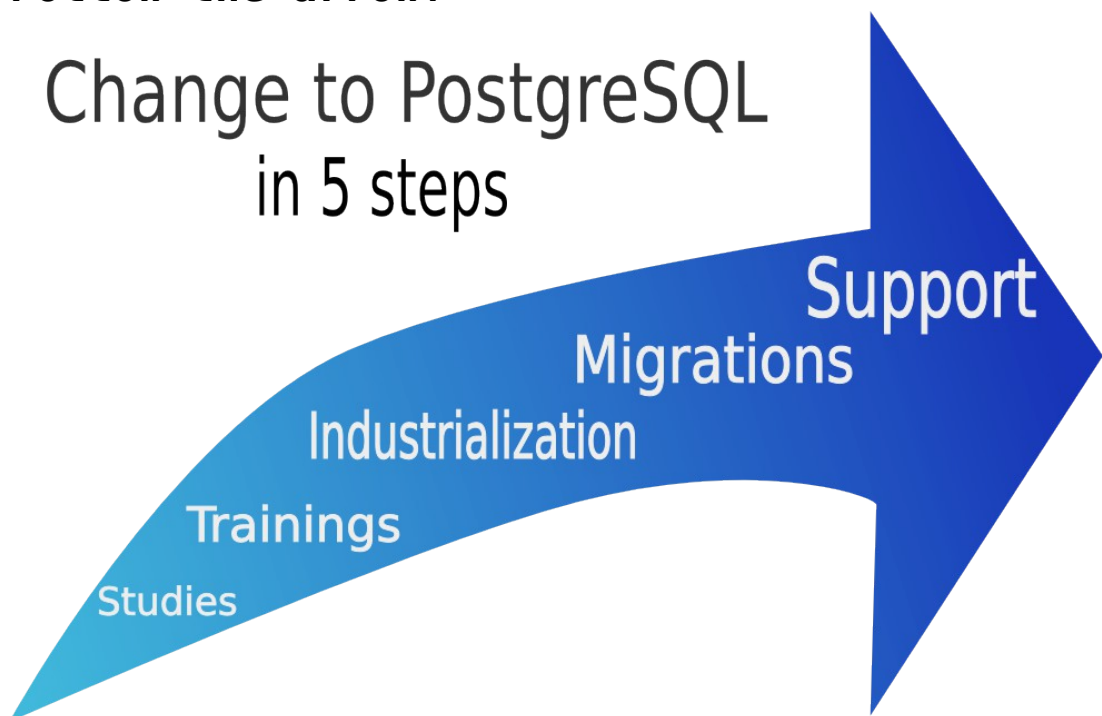 Change to PostgreSQL
in 5 steps
Support
Migrations
Industrialization
Trainings
Studies